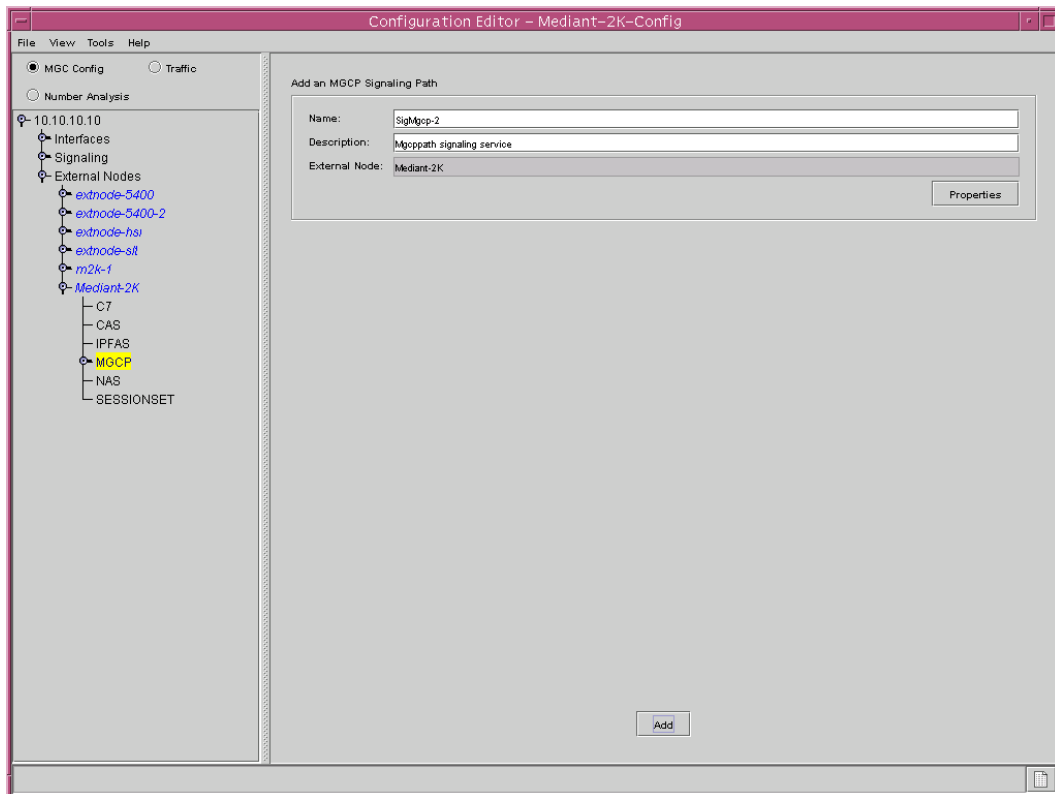 Configuration Editor – Mediant-2K-Config
File View Tools Help
MGC Config Traffic
Number Analysis
10.10.10.10
Interfaces
Signaling
External Nodes
extnode-5400
extnode-5400-2
extnode-hsi
extnode-slt
m2k-1
Mediant-2K
C7
CAS
IPFAS
MGCP
NAS
SESSIONSET
Add an MGCP Signaling Path
Name: SigMgcp-2
Description: Mgcppath signaling service
External Node: Mediant-2K
Properties
Add